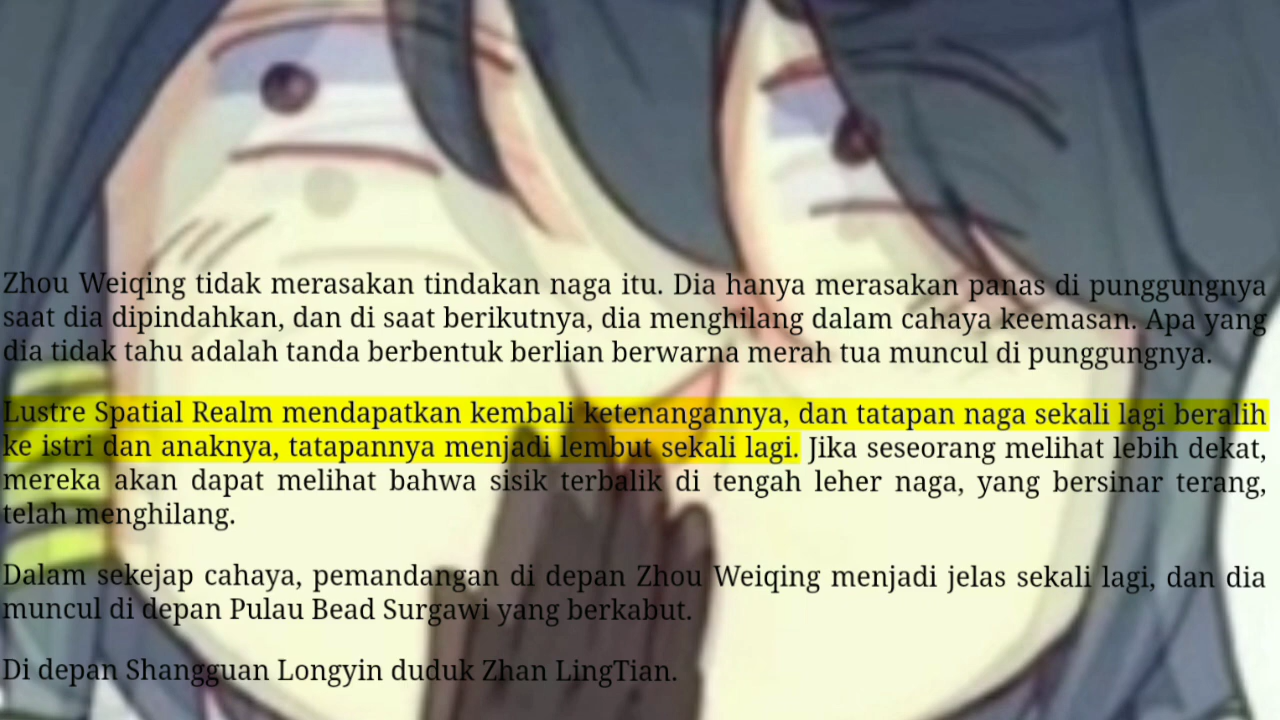 Zhou Weiqing tidak merasakan tindakan naga itu. Dia hanya merasakan panas di punggungnya
saat dia dipindahkan, dan di saat berikutnya, dia menghilang dalam cahaya keemasan. Apa yang
dia tidak tahu adalah tanda berbentuk berlian berwarna merah tua muncul di punggungnya.
Lustre Spatial Realm mendapatkan kembali ketenangannya, dan tatapan naga sekali lagi beralih
ke istri dan anaknya, tatapannya menjadi lembut sekali lagi. Jika seseorang melihat lebih dekat,
mereka akan dapat melihat bahwa sisik terbalik di tengah leher naga, yang bersinar terang,
telah menghilang.
Dalam sekejap cahaya, pemandangan di depan Zhou Weiqing menjadi jelas sekali lagi, dan dia
muncul di depan Pulau Bead Surgawi yang berkabut.
Di depan Shangguan Longyin duduk Zhan LingTian.